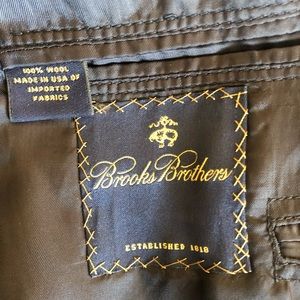 100% WOOL
MADE IN USA OF
IMPORTED
FABRICS
Brooks Brothers
ESTABLISHED 1818